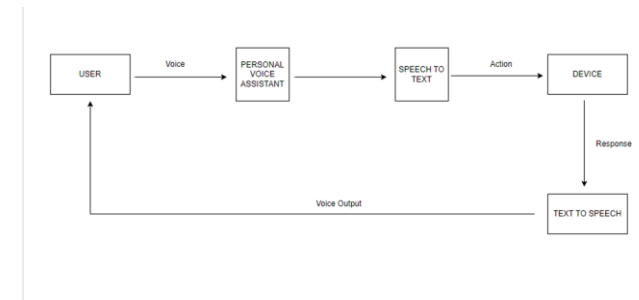 USER
Voice
PERSONAL
VOICE
ASSISTANT
SPEECH TO
TEXT
Action
DEVICE
Response
TEXT TO SPEECH
Voice Output